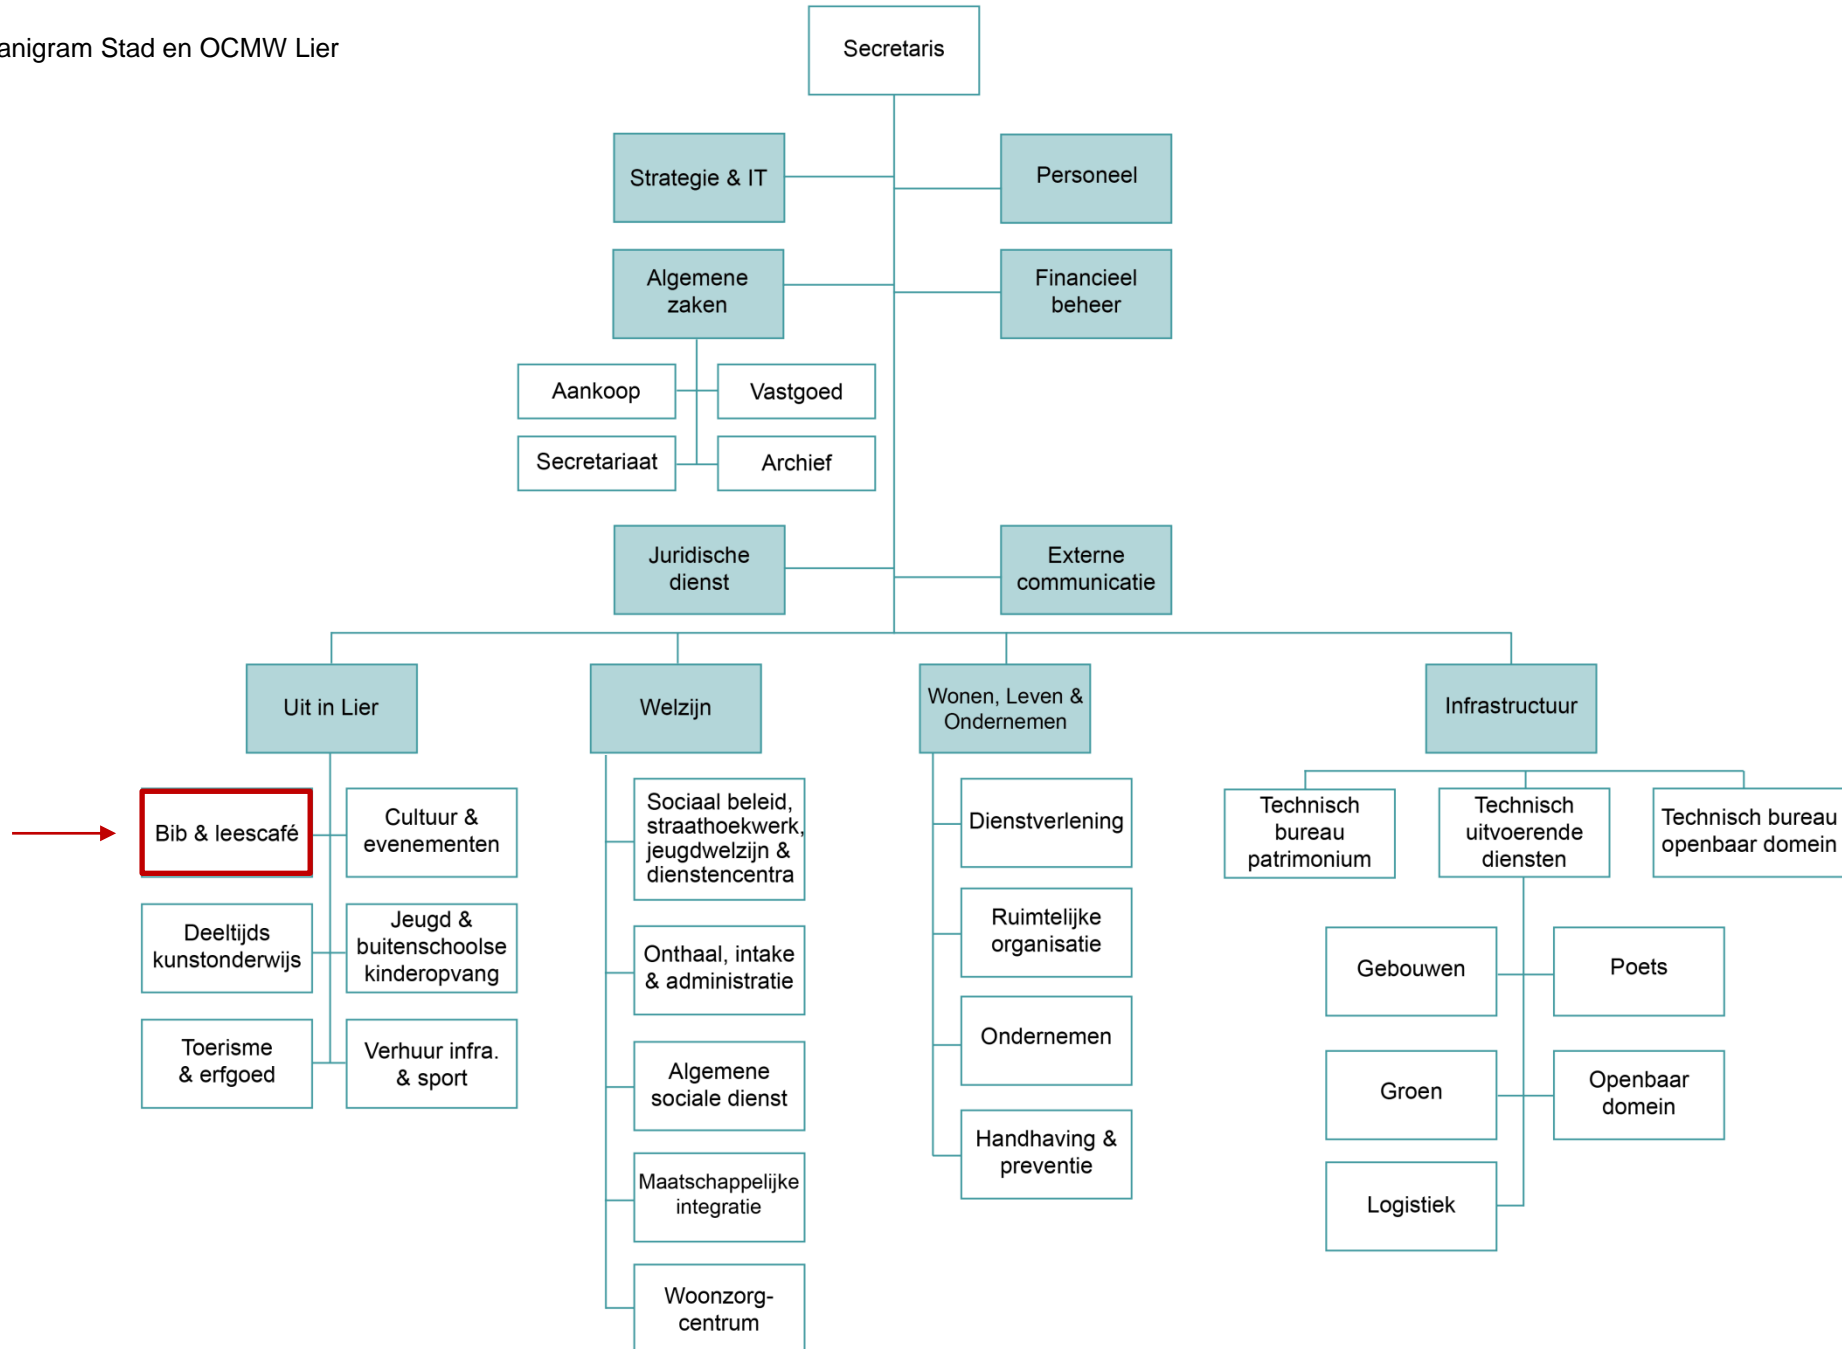 anigram Stad en OCMW Lier
Secretaris
Strategie & IT
Personeel
Algemene
zaken
Financieel
beheer
Aankoop
Vastgoed
Secretariaat
Archief
Juridische
dienst
Externe
communicatie
Uit in Lier
Welzijn
Wonen, Leven &
Ondernemen
Infrastructuur
Bib & leescafé
Cultuur &
evenementen
Deeltijds
kunstonderwijs
Jeugd &
buitenschoolse
kinderopvang
Toerisme
& erfgoed
Verhuur infra.
& sport
Sociaal beleid,
straathoekwerk,
jeugdwelzijn &
dienstencentra
Onthaal, intake
& administratie
Algemene
sociale dienst
Maatschappelijke
integratie
Woonzorg-
centrum
Dienstverlening
Ruimtelijke
organisatie
Ondernemen
Handhaving &
preventie
Technisch
bureau
patrimonium
Technisch
uitvoerende
diensten
Technisch bureau
openbaar domein
Gebouwen
Poets
Groen
Openbaar
domein
Logistiek